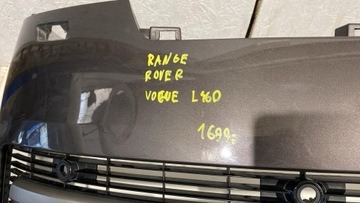 RANGE
ROVER
VOGUE L460
1699,-